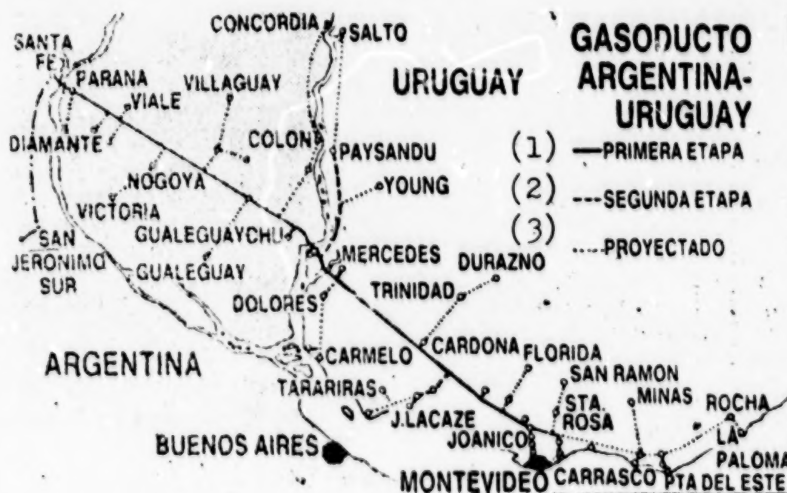 CONCORDIA
SALTO
SANTA
FE
PARANA
VILLAGUAY
VIALE
URUGUAY
GASODUCTO
ARGENTINA-
URUGUAY
DIAMANTE
COLON
PAYSANDU
(1) PRIMERA ETAPA
NOGOYA
YOUNG
(2) SEGUNDA ETAPA
VICTORIA
(3) PROYECTADO
SAN
JERONIMO
SUR
GUALEGUAYCHU
GUALEGUAY
MERCEDES
DURAZNO
DOLORES
TRINIDAD
ARGENTINA
CARMELO
CARDONA
FLORIDA
TARARIRAS
SAN RAMON
MINAS
J.LACAZE
STA.
ROSA
ROCHA
BUENOS AIRES
JOANICO
LA
PALOMA
MONTEVIDEO
CARRASCO
PTA DEL ESTE